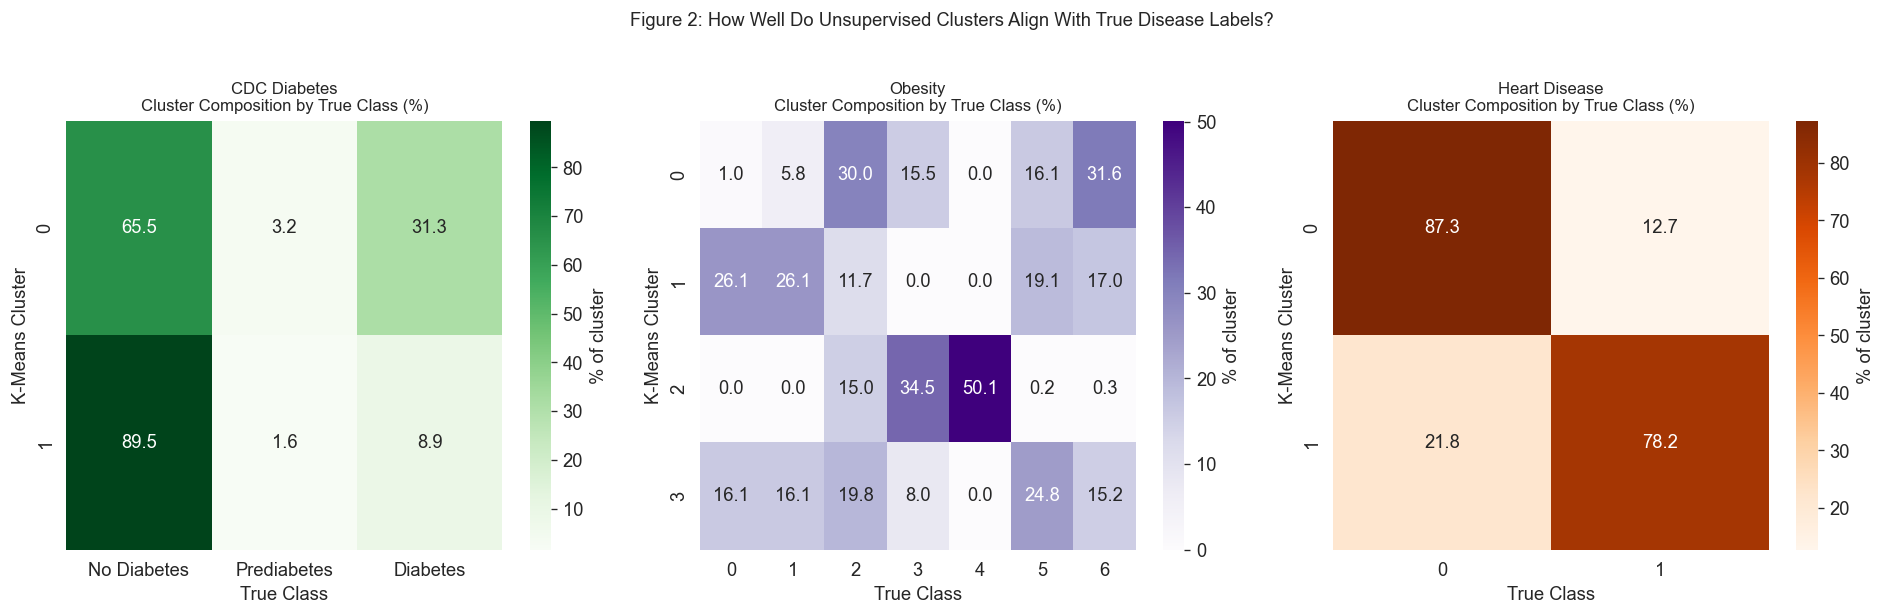 Figure 2: How Well Do Unsupervised Clusters Align With True Disease Labels?
CDC Diabetes
Cluster Composition by True Class (%)
K-Means Cluster
0
65.5 3.2 31.3
1
89.5 1.6 8.9
No Diabetes Prediabetes Diabetes
True Class
80
70
60
50
40
30
20
10
% of cluster
Obesity
Cluster Composition by True Class (%)
K-Means Cluster
0
1.0 5.8 30.0 15.5 0.0 16.1 31.6
1
26.1 26.1 11.7 0.0 0.0 19.1 17.0
2
0.0 0.0 15.0 34.5 50.1 0.2 0.3
3
16.1 16.1 19.8 8.0 0.0 24.8 15.2
0 1 2 3 4 5 6
True Class
50
40
30
20
10
0
% of cluster
Heart Disease
Cluster Composition by True Class (%)
K-Means Cluster
0
87.3 12.7
1
21.8 78.2
0 1
True Class
80
70
60
50
40
30
20
% of cluster